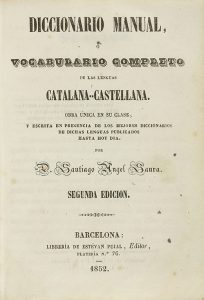 DICCIONARIO MANUAL,
Ó
VOCABULARIO COMPLETO
DE LAS LENGUAS
CATALANA-CASTELLANA.
OBRA UNICA EN SU CLASE;
Y ESCRITA EN PRESENCIA DE LOS MEJORES DICCIONARIOS
DE DICHAS LENGUAS PUBLICADOS
HASTA HOY DIA:
POR
D. Santiago Angel Saura.
SEGUNDA EDICION.
BARCELONA:
LIBRERÍA DE ESTÉVAN PUJAL, Editor,
PLATERÍA N.º 76.
1852.